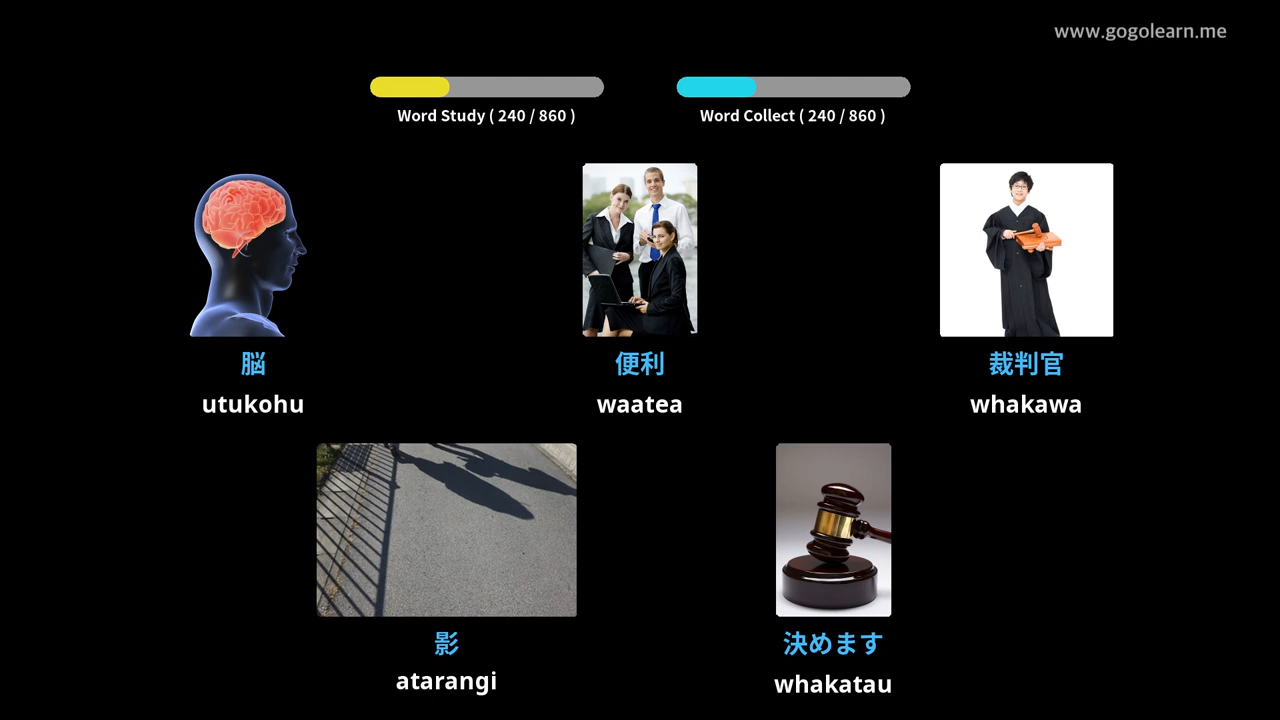 www.gogolearn.me
Word Study ( 240 / 860 )
Word Collect ( 240 / 860 )
脳
utukohu
便利
waatea
裁判官
whakawa
影
atarangi
決めます
whakatau